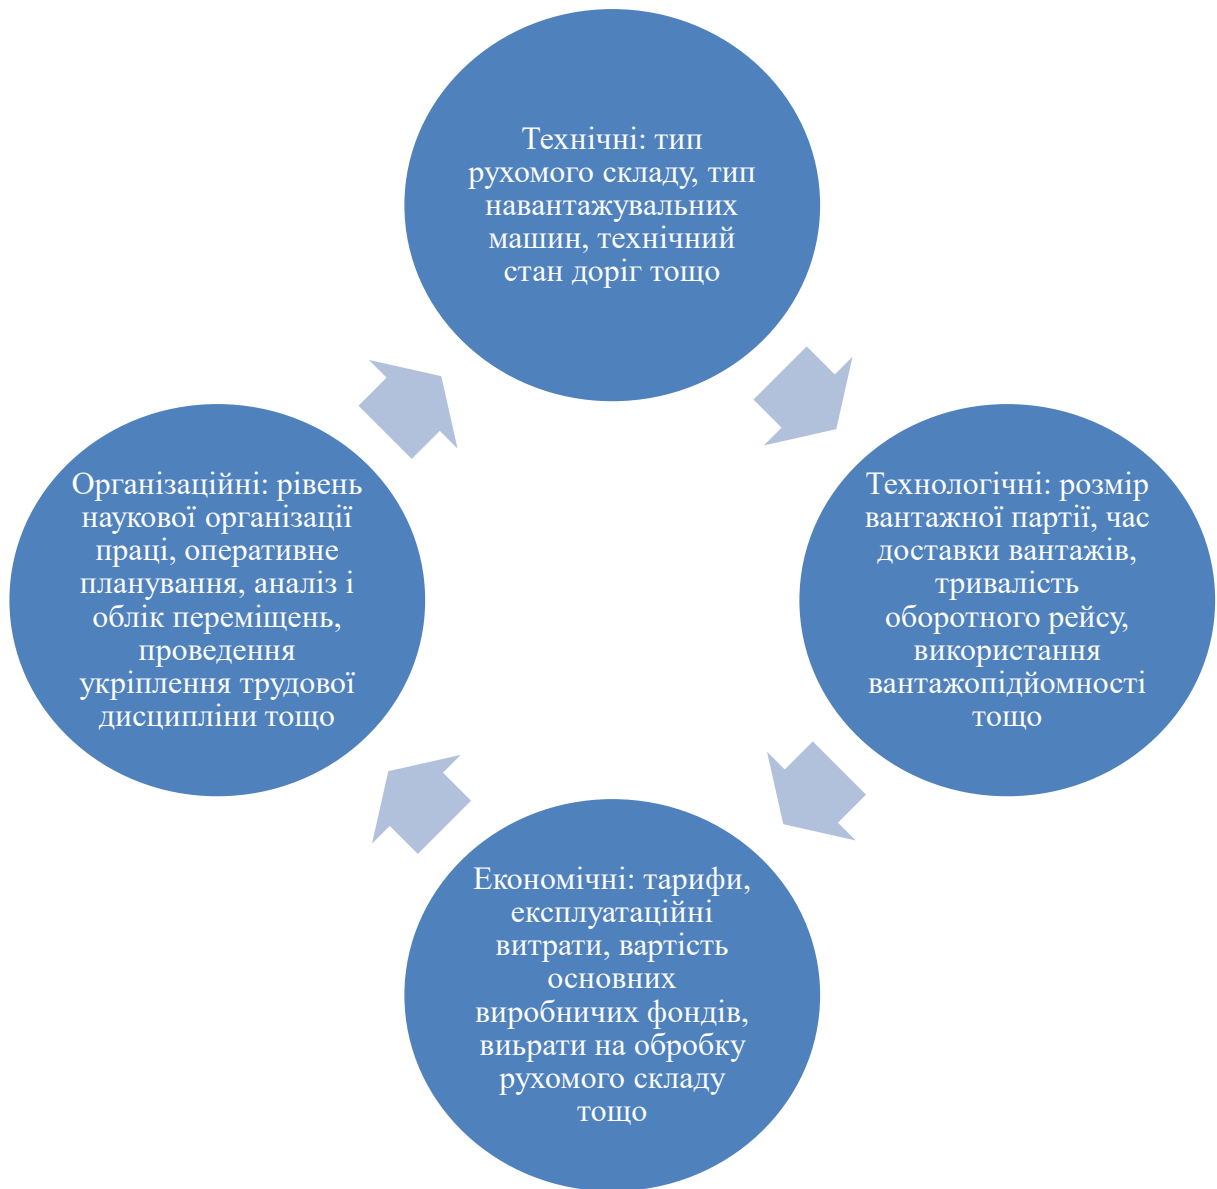 Технічні: тип
рухомого складу, тип
навантажувальних
машин, технічний
стан доріг тощо
Технологічні: розмір
вантажної партії, час
доставки вантажів,
тривалість
оборотного рейсу,
використання
вантажопідйомності
тощо
Економічні: тарифи,
експлуатаційні
витрати, вартість
основних
виробничих фондів,
виьрати на обробку
рухомого складу
тощо
Організаційні: рівень
наукової організації
праці, оперативне
планування, аналіз і
облік переміщень,
проведення
укріплення трудової
дисципліни тощо